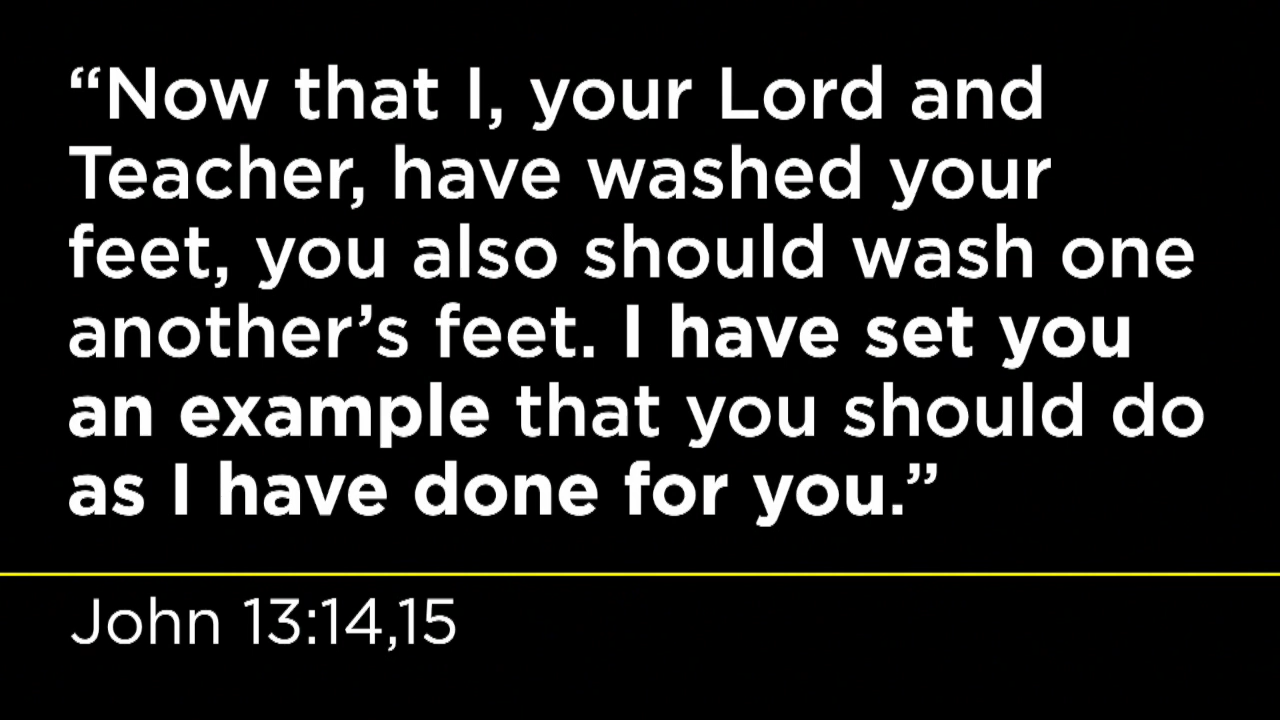 “Now that I, your Lord and
Teacher, have washed your
feet, you also should wash one
another’s feet. I have set you
an example that you should do
as I have done for you.”
John 13:14,15